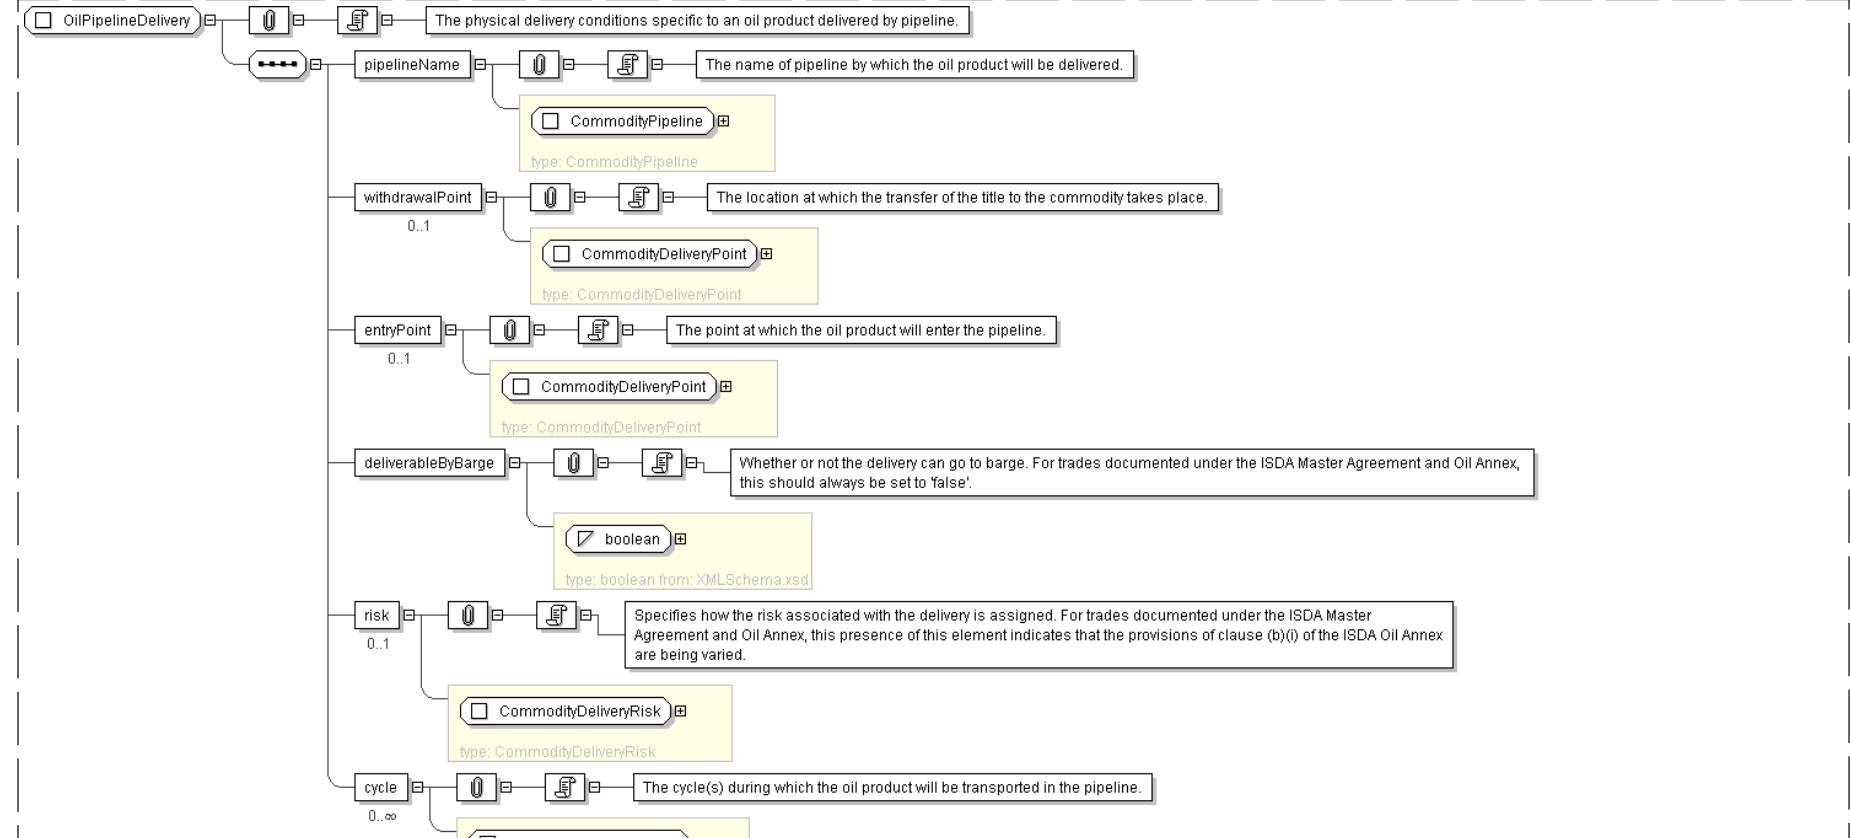 OilPipelineDelivery
The physical delivery conditions specific to an oil product delivered by pipeline.
pipelineName
The name of pipeline by which the oil product will be delivered.
CommodityPipeline
type: CommodityPipeline
withdrawalPoint
The location at which the transfer of the title to the commodity takes place.
0..1
CommodityDeliveryPoint
type: CommodityDeliveryPoint
entryPoint
The point at which the oil product will enter the pipeline.
0..1
CommodityDeliveryPoint
type: CommodityDeliveryPoint
deliverableByBarge
Whether or not the delivery can go to barge. For trades documented under the ISDA Master Agreement and Oil Annex,
this should always be set to 'false'.
boolean
type: boolean from: XMLSchema.xsd
risk
Specifies how the risk associated with the delivery is assigned. For trades documented under the ISDA Master
Agreement and Oil Annex, this presence of this element indicates that the provisions of clause (b)(i) of the ISDA Oil Annex
are being varied.
0..1
CommodityDeliveryRisk
type: CommodityDeliveryRisk
cycle
The cycle(s) during which the oil product will be transported in the pipeline.
0..∞